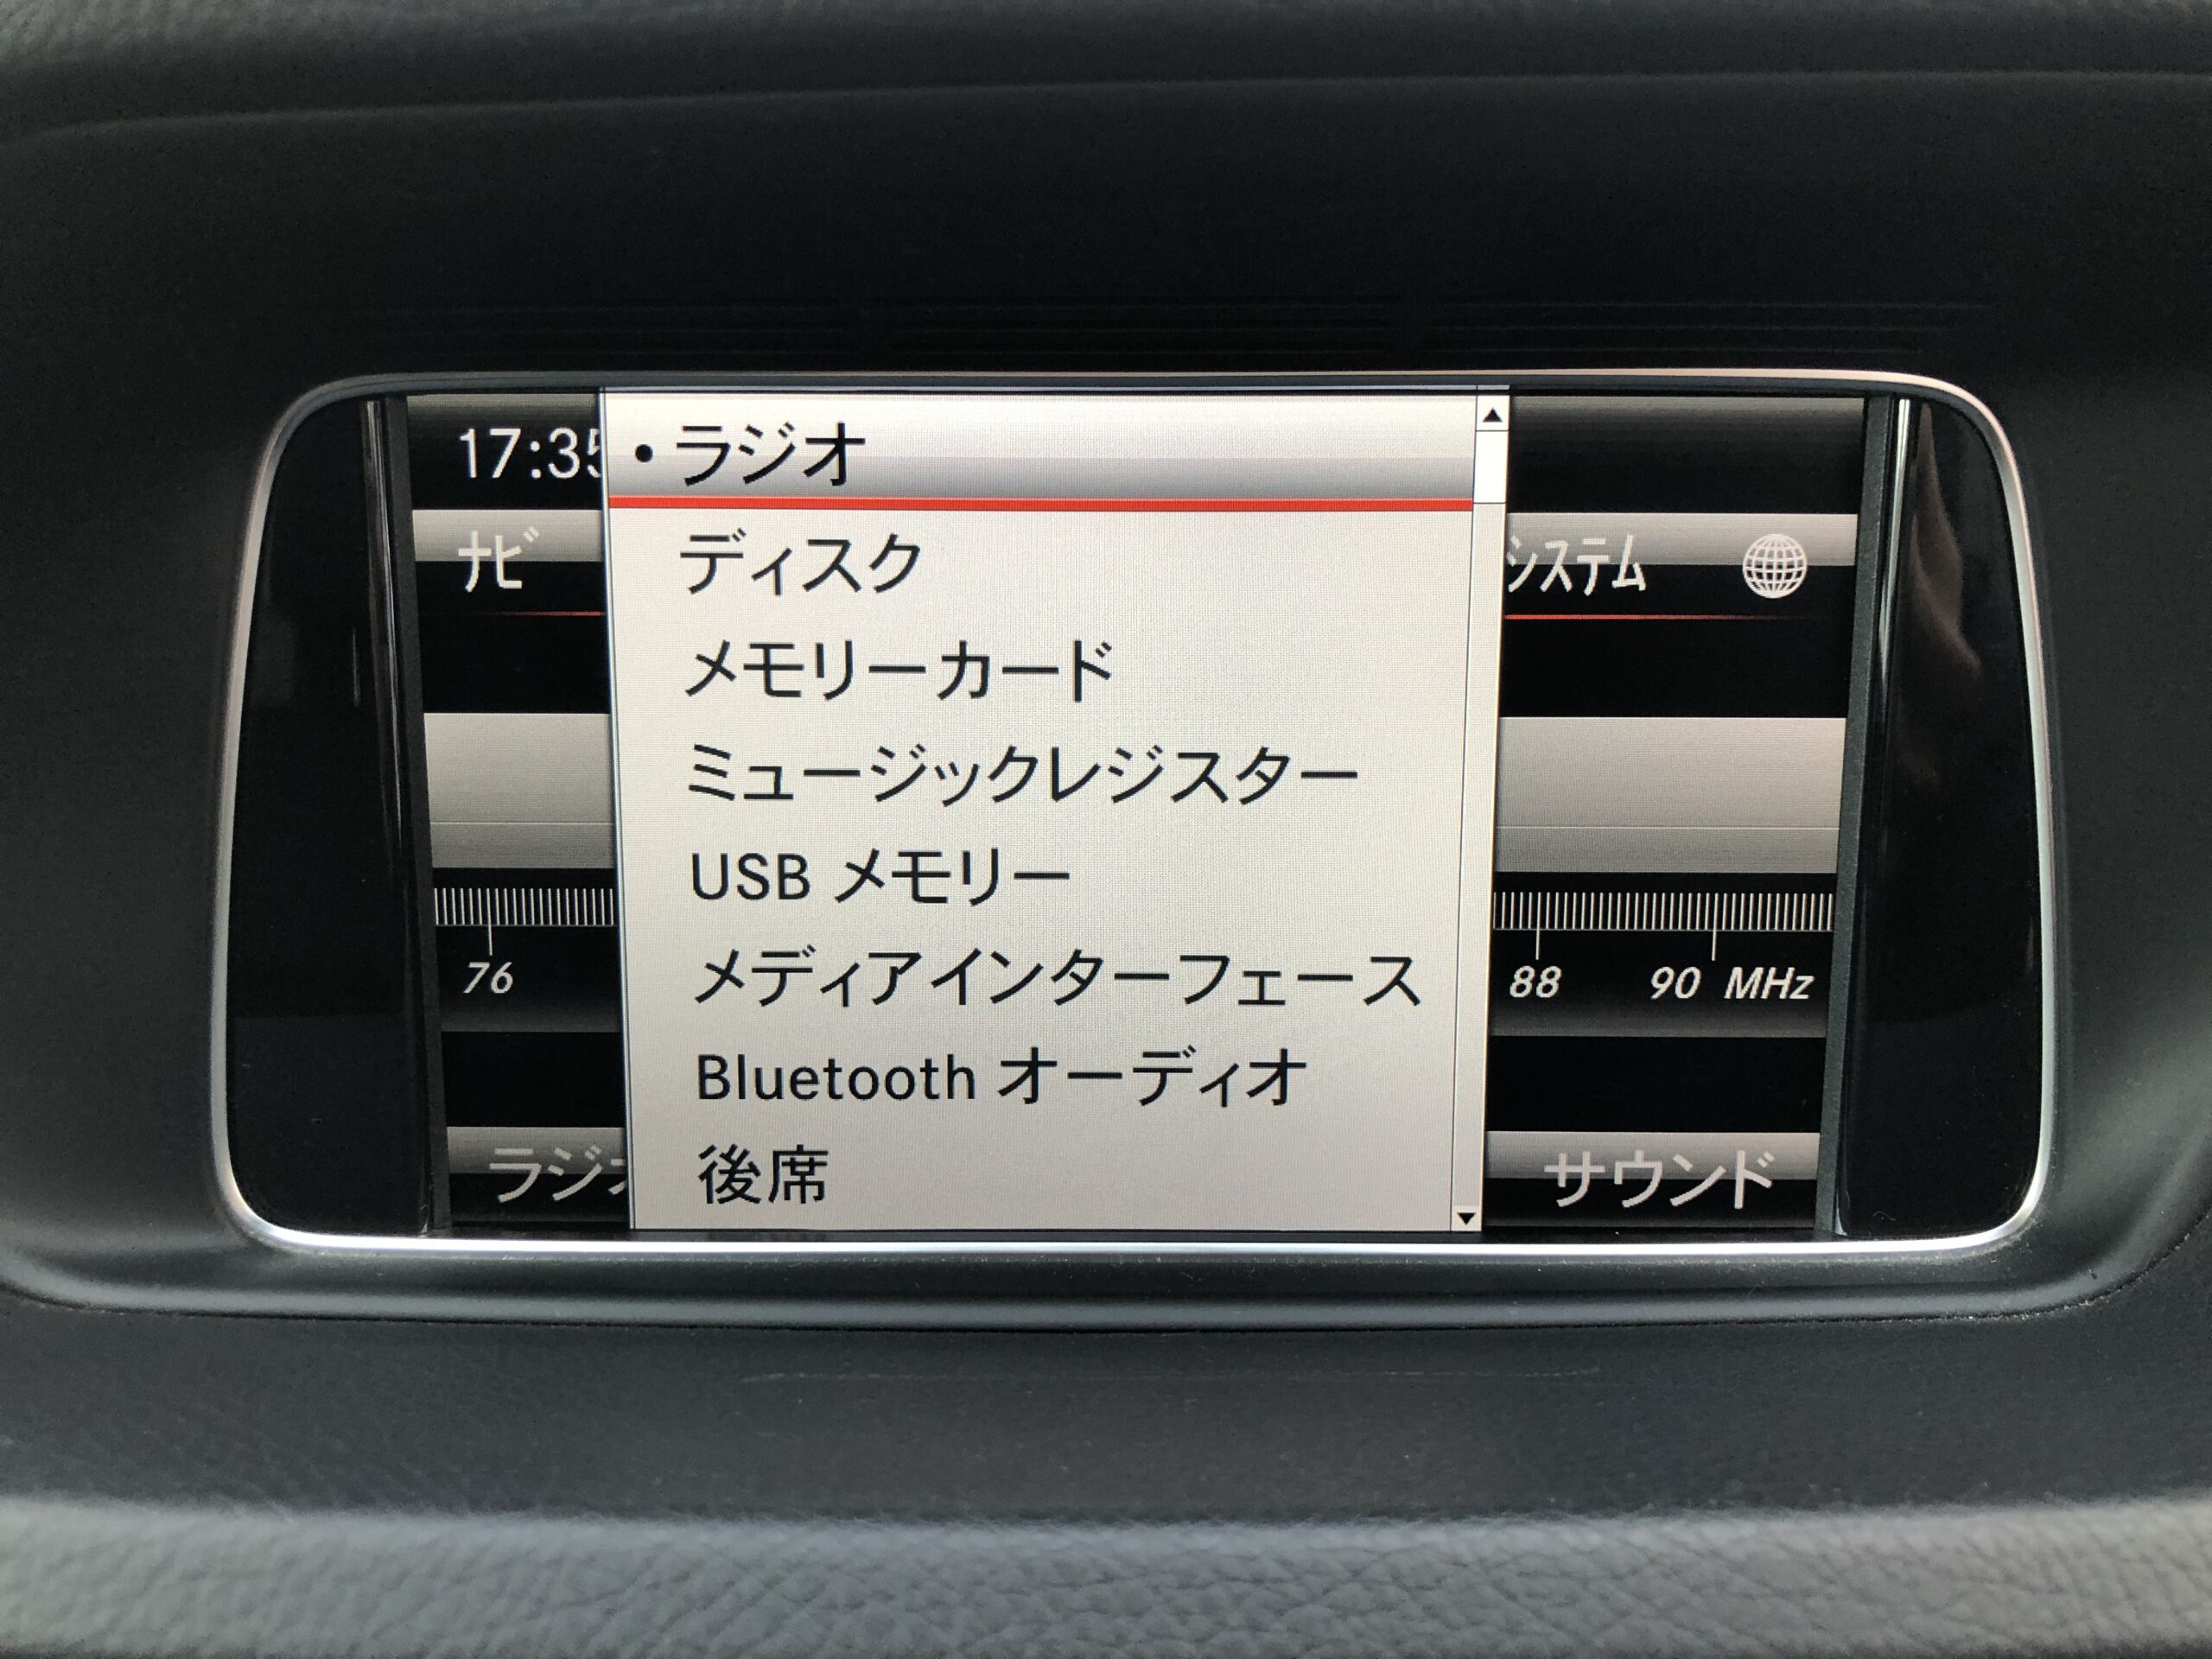 17:35
・ラジオ
ナビ
システム
ディスク
メモリーカード
ミュージックレジスター
USB メモリー
メディアインターフェース
76
88
90 MHz
Bluetooth オーディオ
後席
ラジオ
サウンド